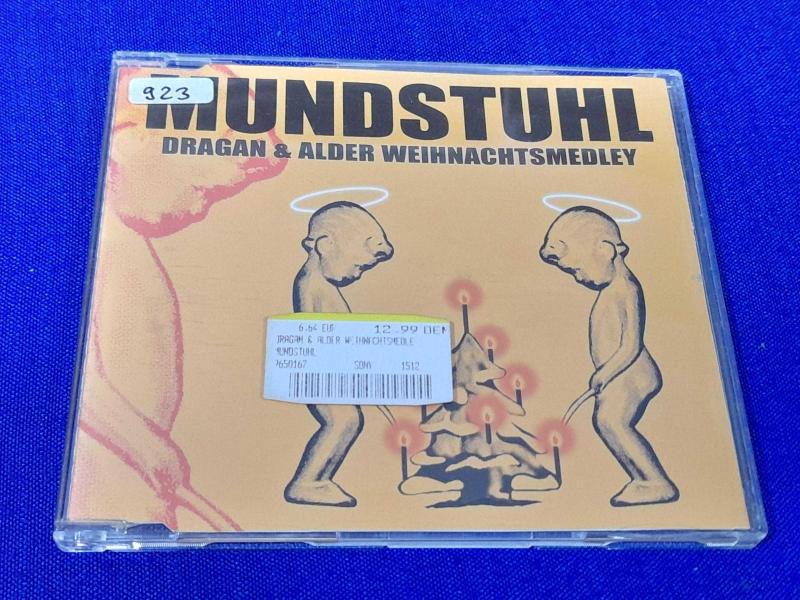 923
MUNDSTUHL
DRAGAN & ALDER WEIHNACHTSMEDLEY
6.64 EUR 12.99 DEM
DRAGAN & ALDER WEIHNACHTSMEDLE
MUNDSTUHL
SONY 1512